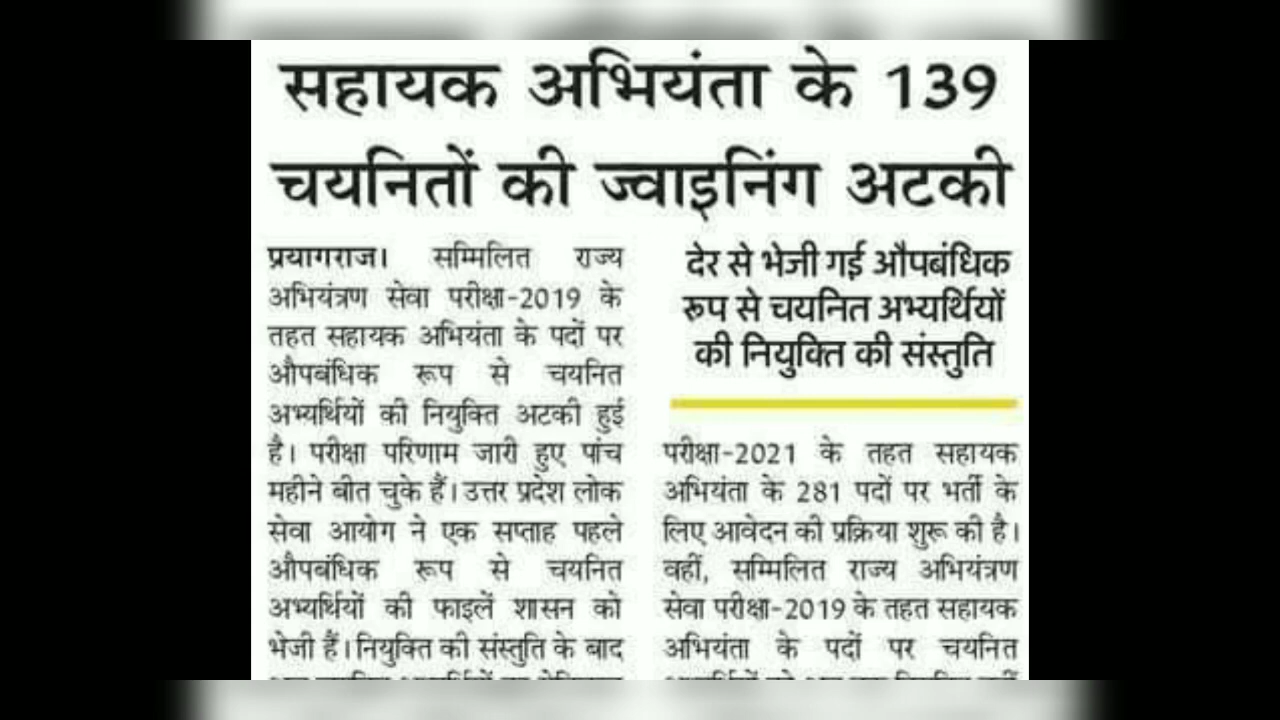 सहायक अभियंता के 139
चयनितों की ज्वाइनिंग अटकी
प्रयागराज। सम्मिलित राज्य
अभियंत्रण सेवा परीक्षा-2019 के
तहत सहायक अभियंता के पदों पर
औपबंधिक रूप से चयनित
अभ्यर्थियों की नियुक्ति अटकी हुई
है। परीक्षा परिणाम जारी हुए पांच
महीने बीत चुके हैं। उत्तर प्रदेश लोक
सेवा आयोग ने एक सप्ताह पहले
औपबंधिक रूप से चयनित
अभ्यर्थियों की फाइलें शासन को
भेजी हैं। नियुक्ति की संस्तुति के बाद
देर से भेजी गई औपबंधिक
रूप से चयनित अभ्यर्थियों
की नियुक्ति की संस्तुति
परीक्षा-2021 के तहत सहायक
अभियंता के 281 पदों पर भर्ती के
लिए आवेदन की प्रक्रिया शुरू की है।
वहीं, सम्मिलित राज्य अभियंत्रण
सेवा परीक्षा-2019 के तहत सहायक
अभियंता के पदों पर चयनित